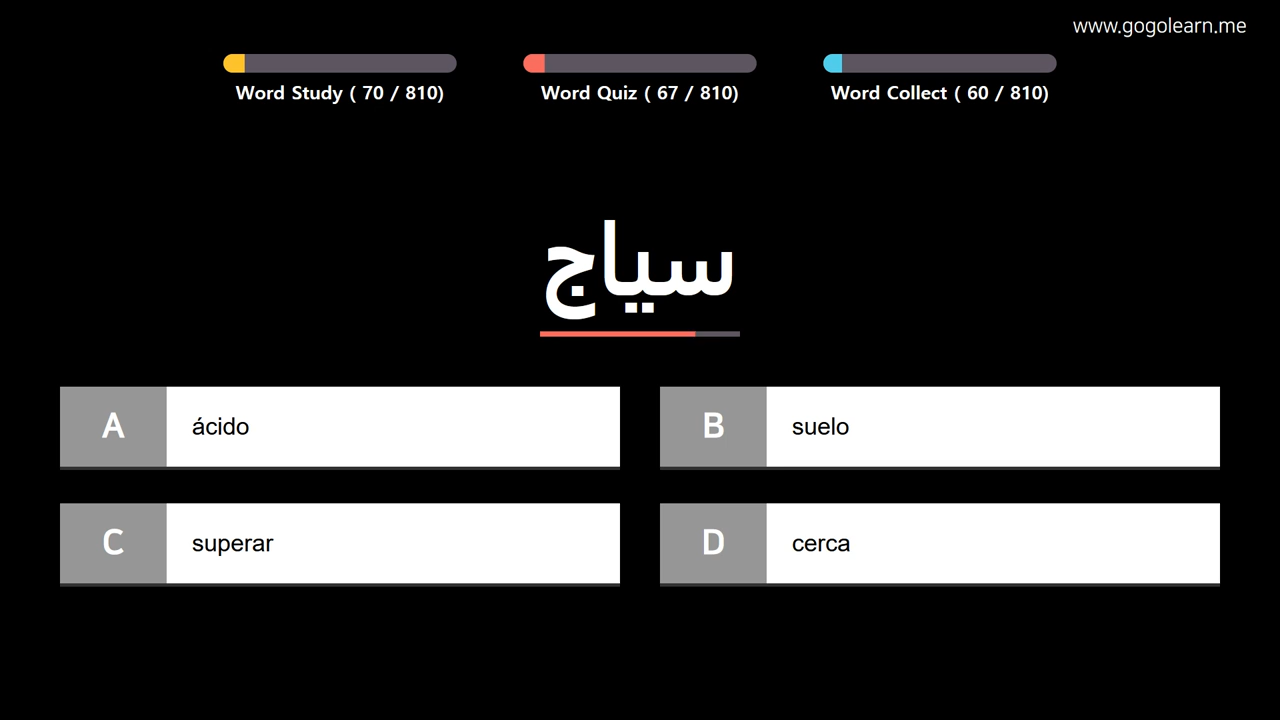 www.gogolearn.me
Word Study ( 70 / 810)
Word Quiz ( 67 / 810)
Word Collect ( 60 / 810)
سياج
A ácido
B suelo
C superar
D cerca